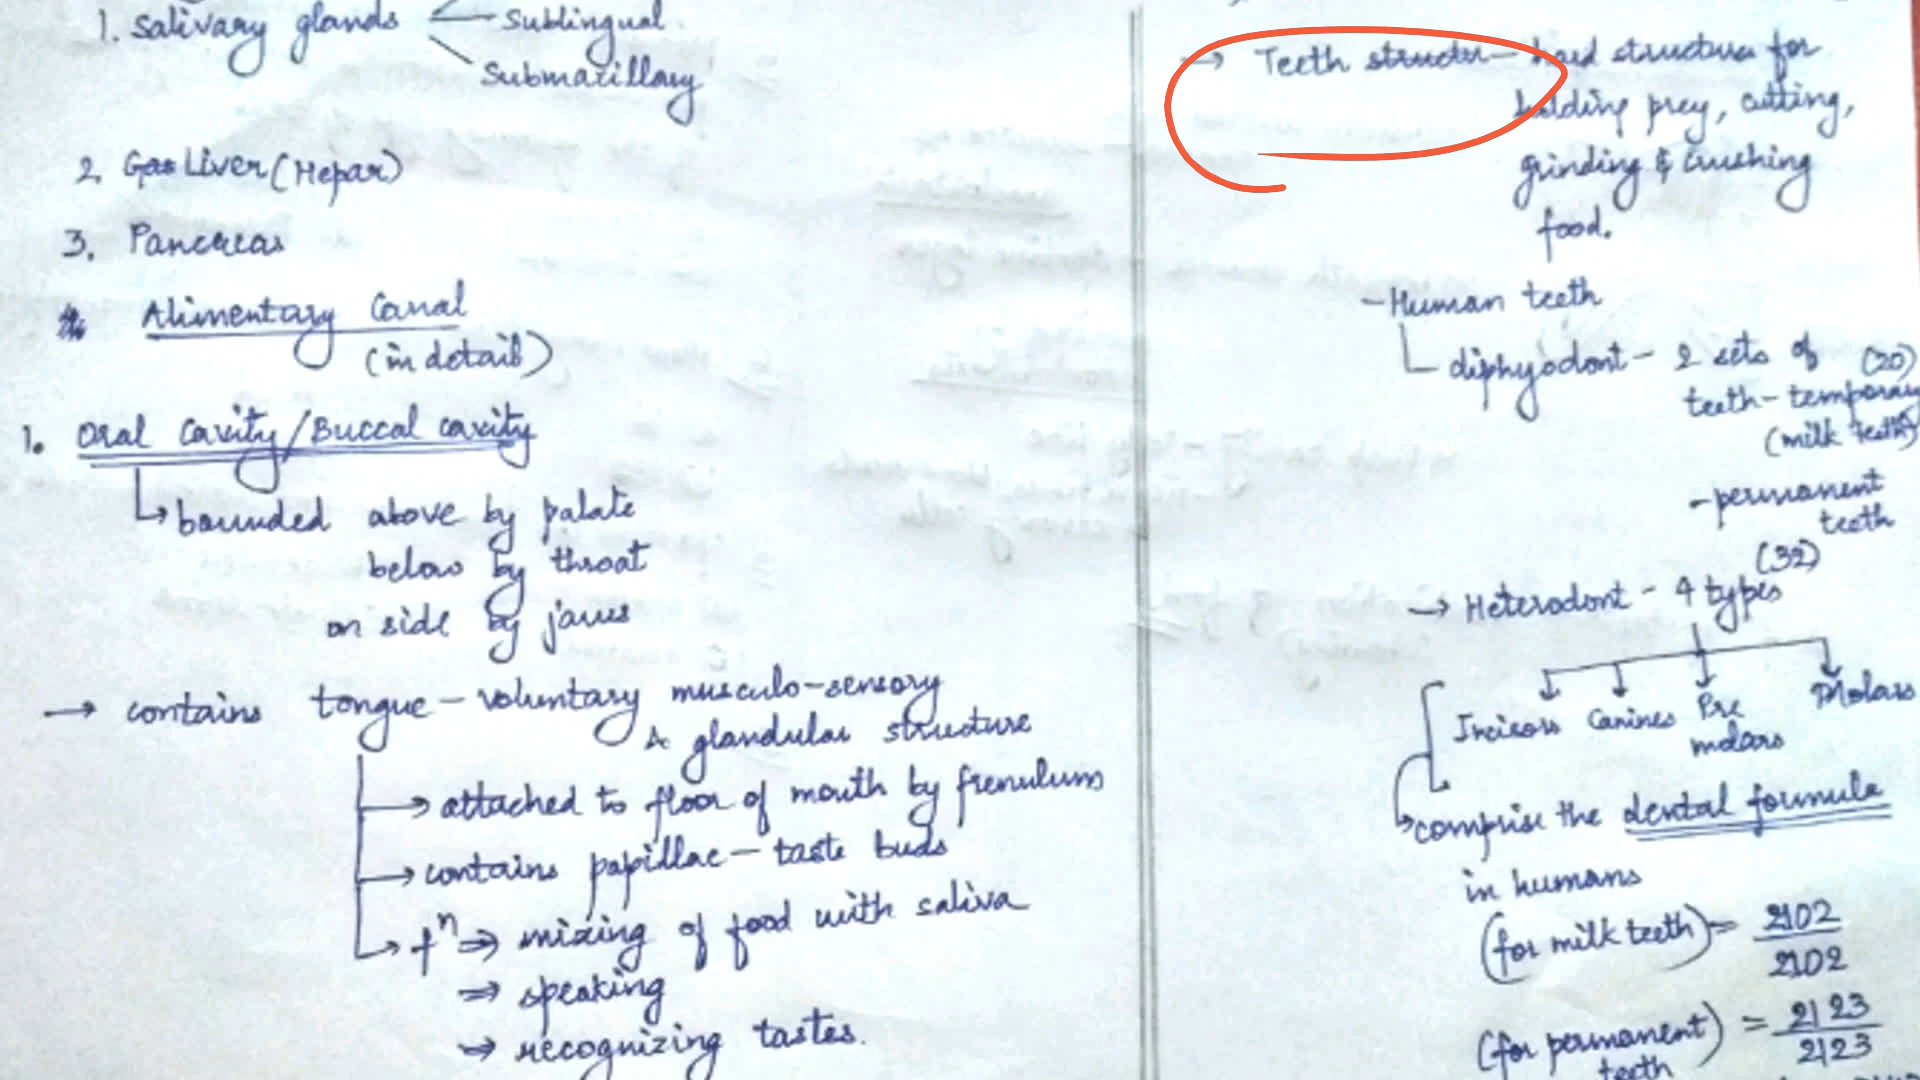 1. Salivary glands — Sublingual
Submaxillary
2. Liver (Hepar)
3. Pancreas
Alimentary Canal
(in detail)
1. Oral Cavity/Buccal cavity
↳ bounded above by palate
below by throat
on side by jaws
→ contains tongue – voluntary musculo-sensory
& glandular structure
→ attached to floor of mouth by frenulum
→ contains papillae – taste buds
→ fⁿ ⇒ mixing of food with saliva
⇒ speaking
⇒ recognizing tastes.
→ Teeth – hard structure for
holding prey, cutting,
grinding & crushing
food.
- Human teeth
diphyodont – 2 sets of (20)
teeth – temporary
(milk teeth)
- permanent
teeth
(32)
→ Heterodont – 4 types
Incisors Canines Pre molars Molars
↳ comprise the dental formula
in humans
(for milk teeth) = 2102
2102
(for permanent teeth) = 2123
2123